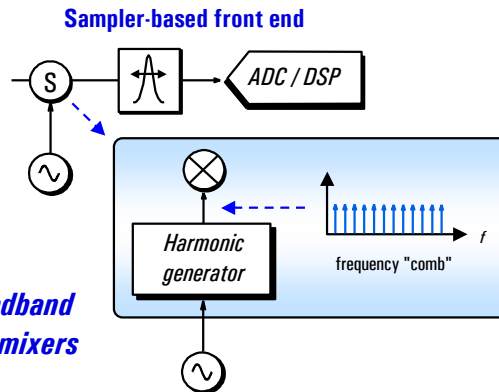 Sampler-based front end
S
ADC / DSP
Harmonic
generator
f
frequency "comb"
mixers